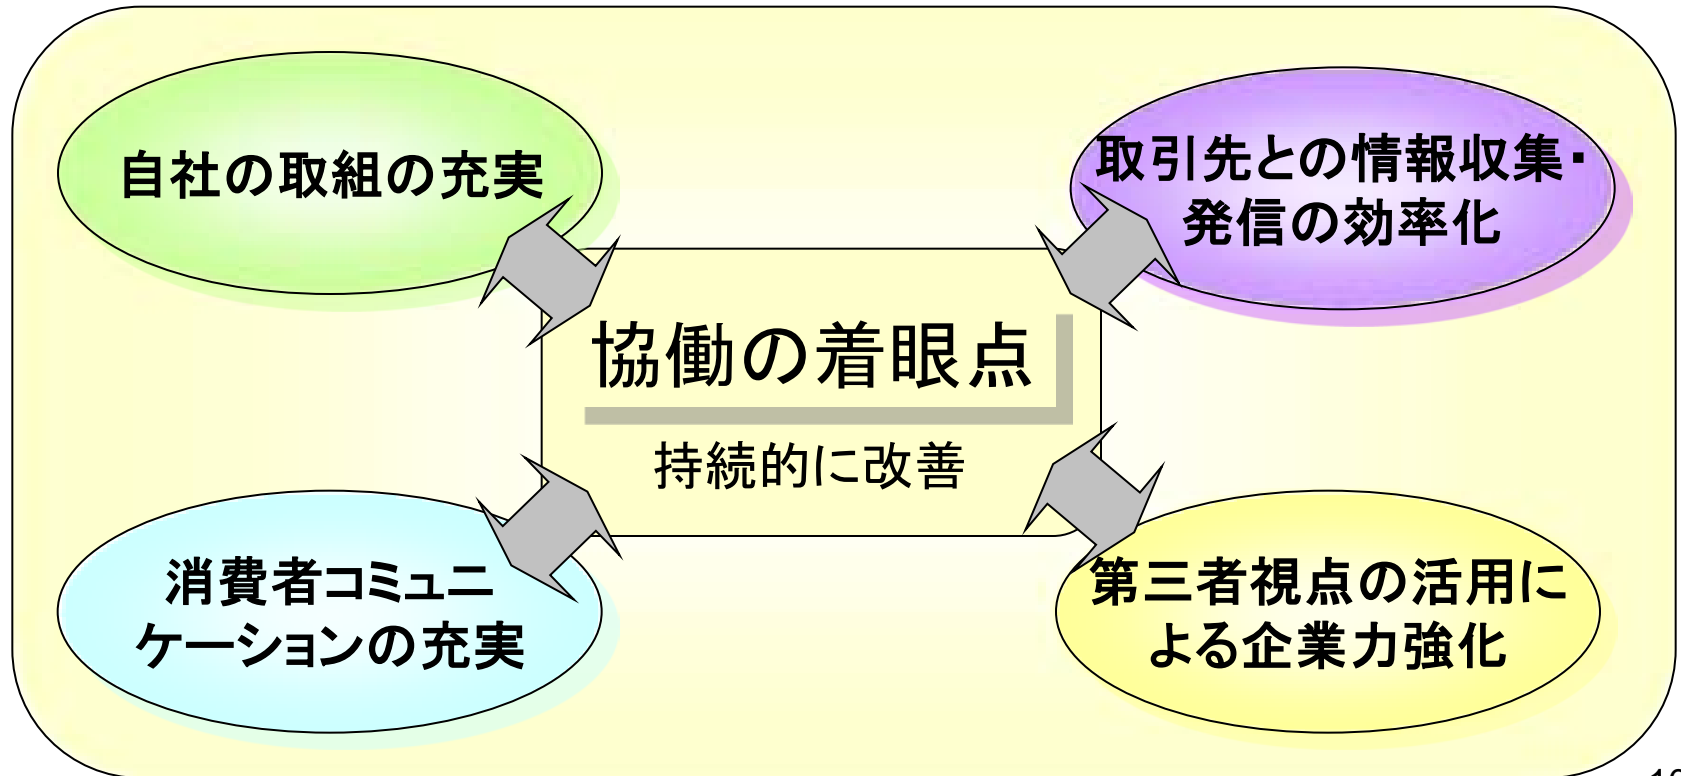 自社の取組の充実
取引先との情報収集・
発信の効率化
協働の着眼点
持続的に改善
消費者コミュニ
ケーションの充実
第三者視点の活用に
よる企業力強化